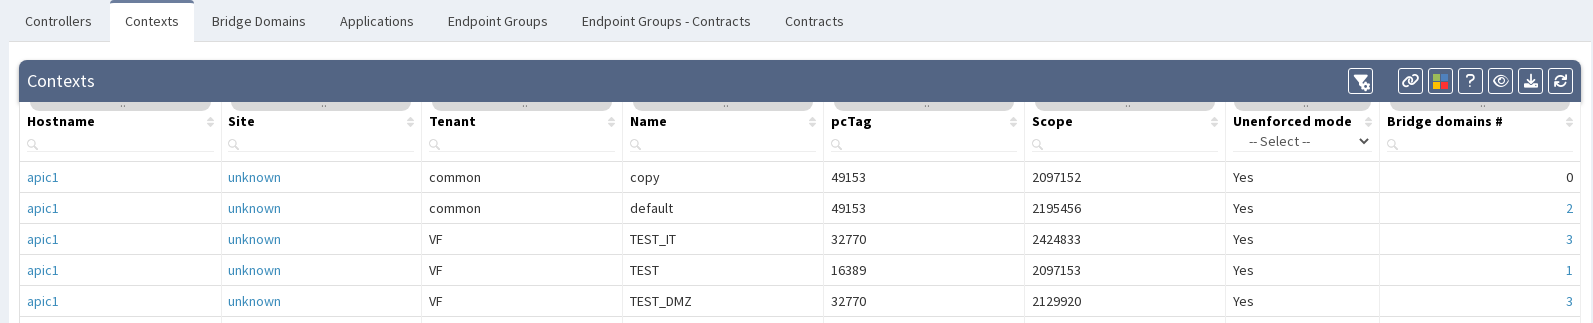 Controllers Contexts Bridge Domains Applications Endpoint Groups Endpoint Groups - Contracts Contracts
Contexts ?
Hostname Site Tenant Name pcTag Scope Unenforced mode Bridge domains #
-- Select --
apic1 unknown common copy 49153 2097152 Yes 0
apic1 unknown common default 49153 2195456 Yes 2
apic1 unknown VF TEST_IT 32770 2424833 Yes 3
apic1 unknown VF TEST 16389 2097153 Yes 1
apic1 unknown VF TEST_DMZ 32770 2129920 Yes 3